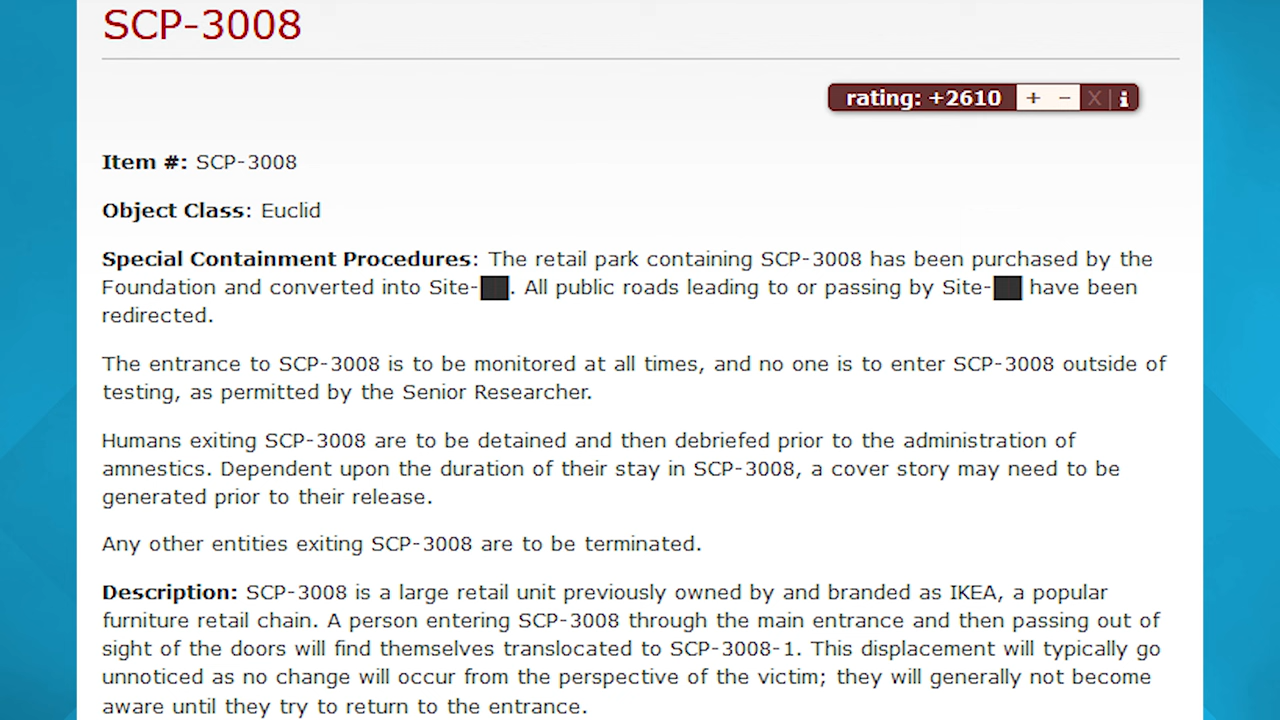 SCP-3008
rating: +2610 + − X i
Item #: SCP-3008
Object Class: Euclid
Special Containment Procedures: The retail park containing SCP-3008 has been purchased by the
Foundation and converted into Site-██. All public roads leading to or passing by Site-██ have been
redirected.
The entrance to SCP-3008 is to be monitored at all times, and no one is to enter SCP-3008 outside of
testing, as permitted by the Senior Researcher.
Humans exiting SCP-3008 are to be detained and then debriefed prior to the administration of
amnestics. Dependent upon the duration of their stay in SCP-3008, a cover story may need to be
generated prior to their release.
Any other entities exiting SCP-3008 are to be terminated.
Description: SCP-3008 is a large retail unit previously owned by and branded as IKEA, a popular
furniture retail chain. A person entering SCP-3008 through the main entrance and then passing out of
sight of the doors will find themselves translocated to SCP-3008-1. This displacement will typically go
unnoticed as no change will occur from the perspective of the victim; they will generally not become
aware until they try to return to the entrance.